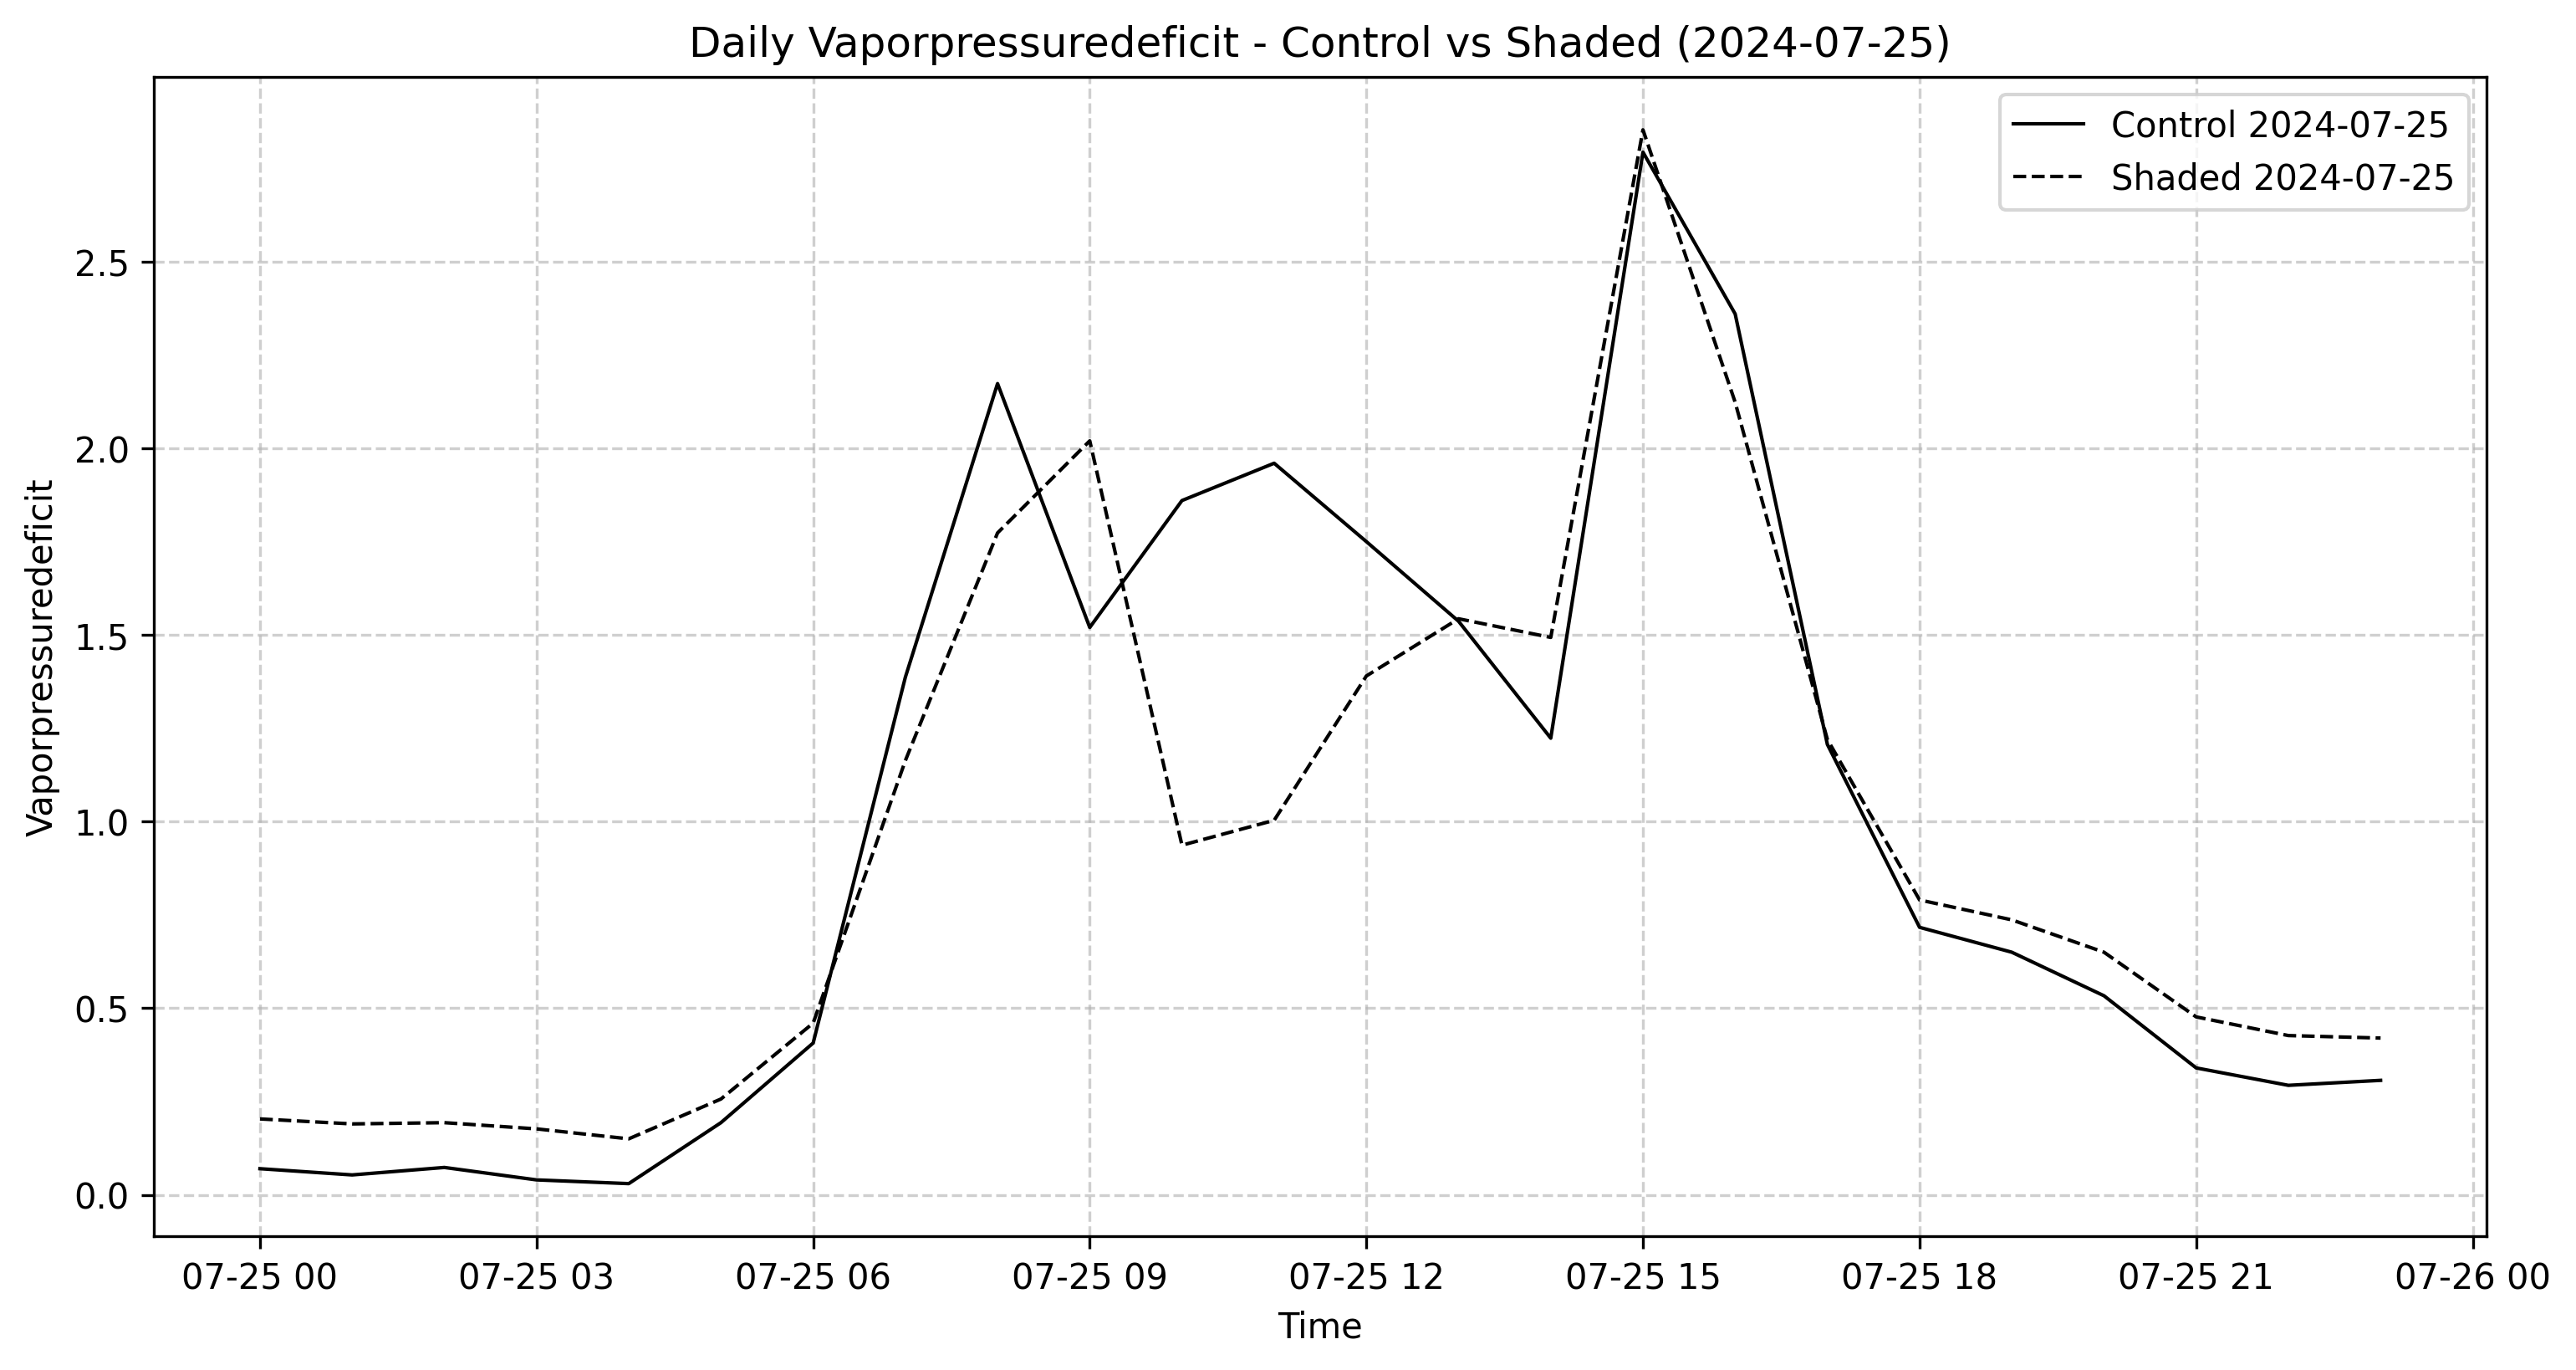 Daily Vaporpressuredeficit - Control vs Shaded (2024-07-25)
Control 2024-07-25
Shaded 2024-07-25
Vaporpressuredeficit
2.5
2.0
1.5
1.0
0.5
0.0
07-25 00 07-25 03 07-25 06 07-25 09 07-25 12 07-25 15 07-25 18 07-25 21 07-26 00
Time